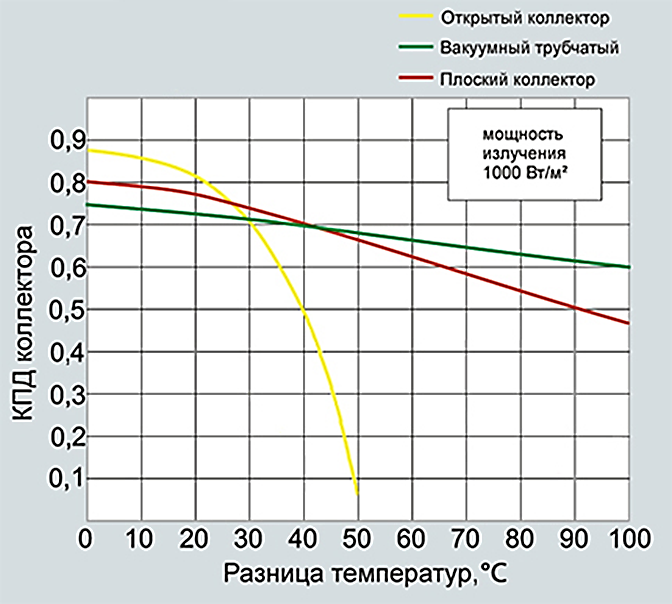 Открытый коллектор
Вакуумный трубчатый
Плоский коллектор
мощность
излучения
1000 Вт/м²
КПД коллектора
0,9
0,8
0,7
0,6
0,5
0,4
0,3
0,2
0,1
0 10 20 30 40 50 60 70 80 90 100
Разница температур,°С